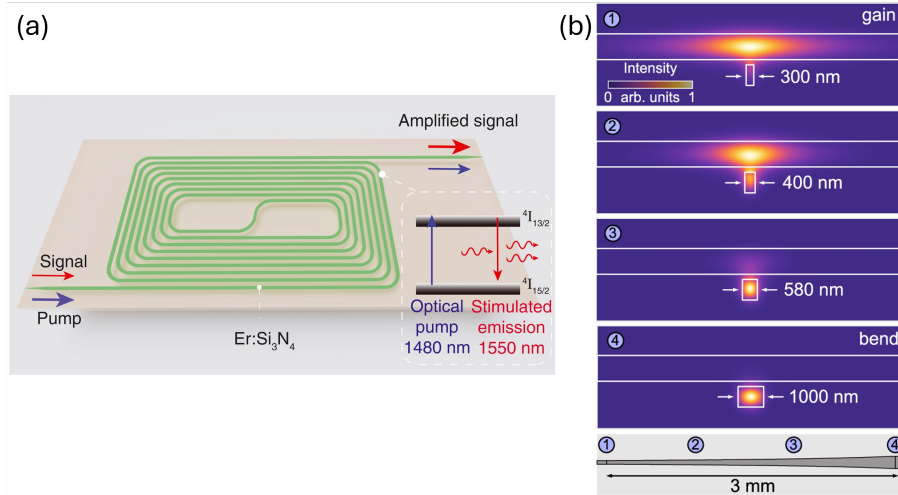 (a)
Amplified signal
Signal
Pump
Er:Si₃N₄
⁴I₁₃/₂
⁴I₁₅/₂
Optical pump 1480 nm
Stimulated emission 1550 nm
(b)
1
gain
Intensity
0 arb. units 1
300 nm
2
400 nm
3
580 nm
4
bend
1000 nm
1 2 3 4
3 mm